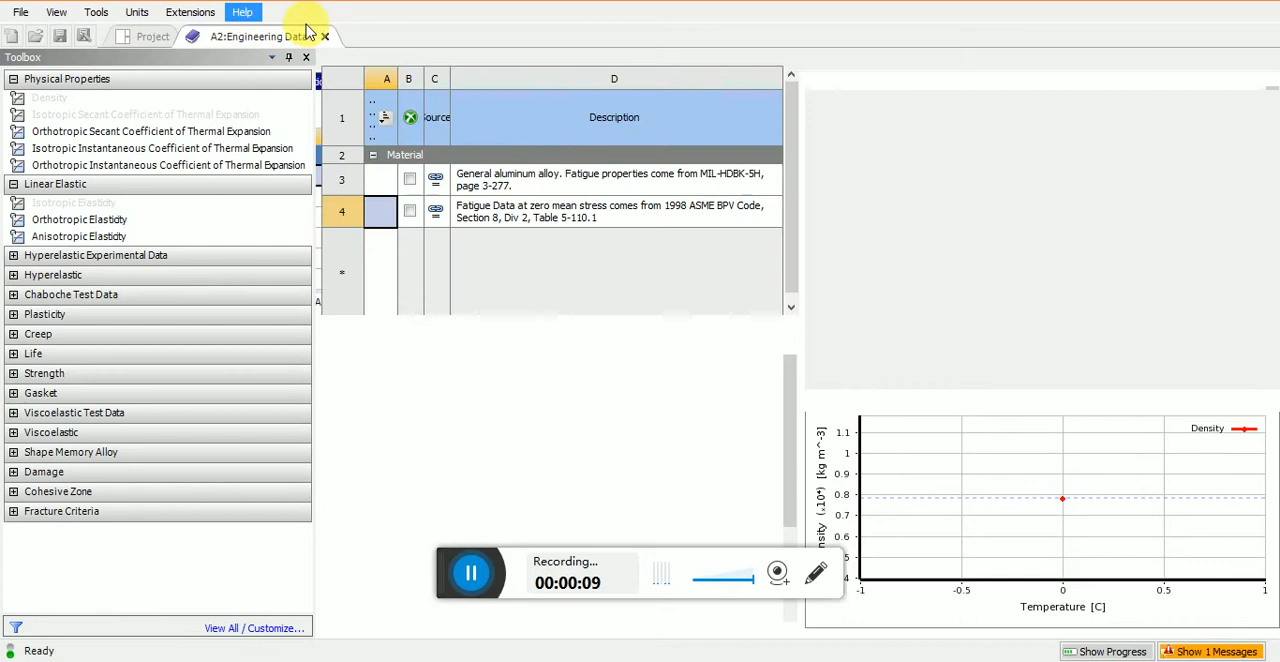 File View Tools Units Extensions Help
Project A2:Engineering Data
Toolbox
Physical Properties
Density
Isotropic Secant Coefficient of Thermal Expansion
Orthotropic Secant Coefficient of Thermal Expansion
Isotropic Instantaneous Coefficient of Thermal Expansion
Orthotropic Instantaneous Coefficient of Thermal Expansion
Linear Elastic
Isotropic Elasticity
Orthotropic Elasticity
Anisotropic Elasticity
Hyperelastic Experimental Data
Hyperelastic
Chaboche Test Data
Plasticity
Creep
Life
Strength
Gasket
Viscoelastic Test Data
Viscoelastic
Shape Memory Alloy
Damage
Cohesive Zone
Fracture Criteria
View All / Customize...
A B C D
1 ource Description
2 Material
3 General aluminum alloy. Fatigue properties come from MIL-HDBK-5H,
page 3-277.
4 Fatigue Data at zero mean stress comes from 1998 ASME BPV Code,
Section 8, Div 2, Table 5-110.1
*
Recording...
00:00:09
Density
1.1
1
0.9
0.8
0.7
0.6
-1 -0.5 0 0.5 1
Temperature [C]
Ready Show Progress Show 1 Messages